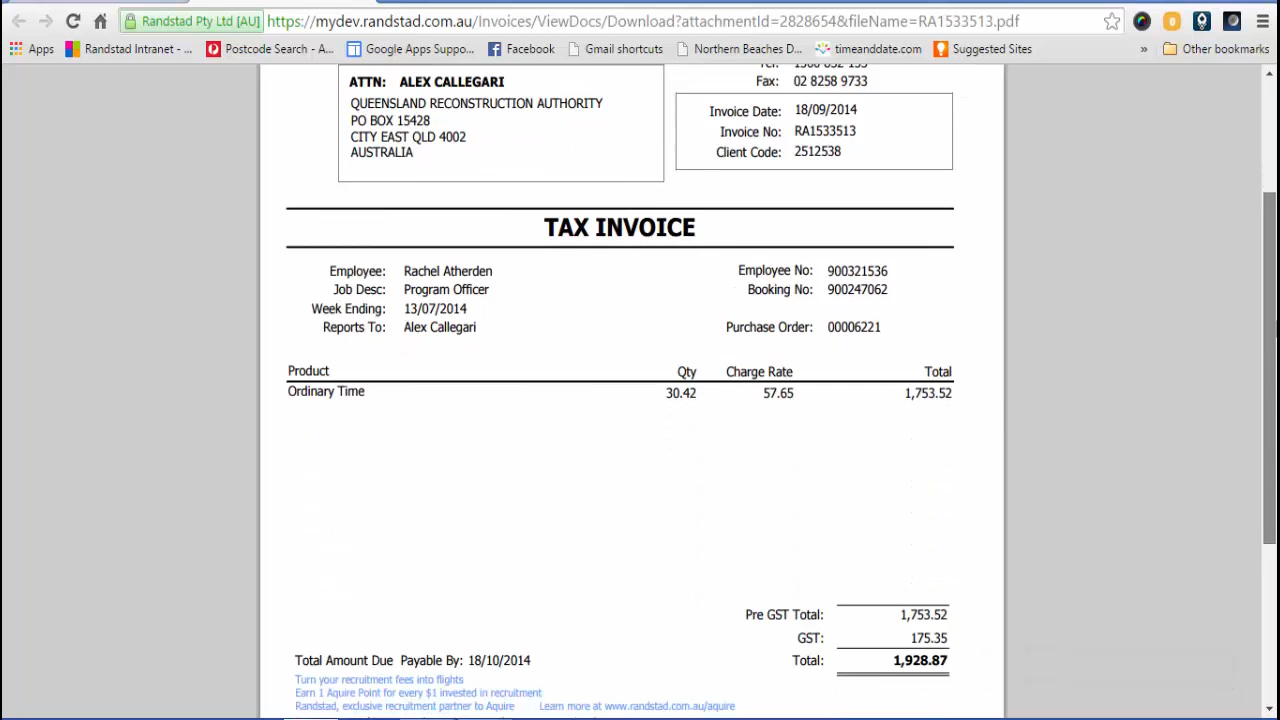 Randstad Pty Ltd [AU] https://mydev.randstad.com.au/Invoices/ViewDocs/Download?attachmentId=2828654&fileName=RA1533513.pdf
Apps Randstad Intranet - ... Postcode Search - A... Google Apps Suppo... Facebook Gmail shortcuts Northern Beaches D... timeanddate.com Suggested Sites » Other bookmarks
ATTN: ALEX CALLEGARI
QUEENSLAND RECONSTRUCTION AUTHORITY
PO BOX 15428
CITY EAST QLD 4002
AUSTRALIA
Fax: 02 8258 9733
Invoice Date: 18/09/2014
Invoice No: RA1533513
Client Code: 2512538
TAX INVOICE
Employee: Rachel Atherden
Job Desc: Program Officer
Week Ending: 13/07/2014
Reports To: Alex Callegari
Employee No: 900321536
Booking No: 900247062
Purchase Order: 00006221
Product Qty Charge Rate Total
Ordinary Time 30.42 57.65 1,753.52
Pre GST Total: 1,753.52
GST: 175.35
Total Amount Due Payable By: 18/10/2014 Total: 1,928.87
Turn your recruitment fees into flights
Earn 1 Aquire Point for every $1 invested in recruitment
Randstad, exclusive recruitment partner to Aquire Learn more at www.randstad.com.au/aquire